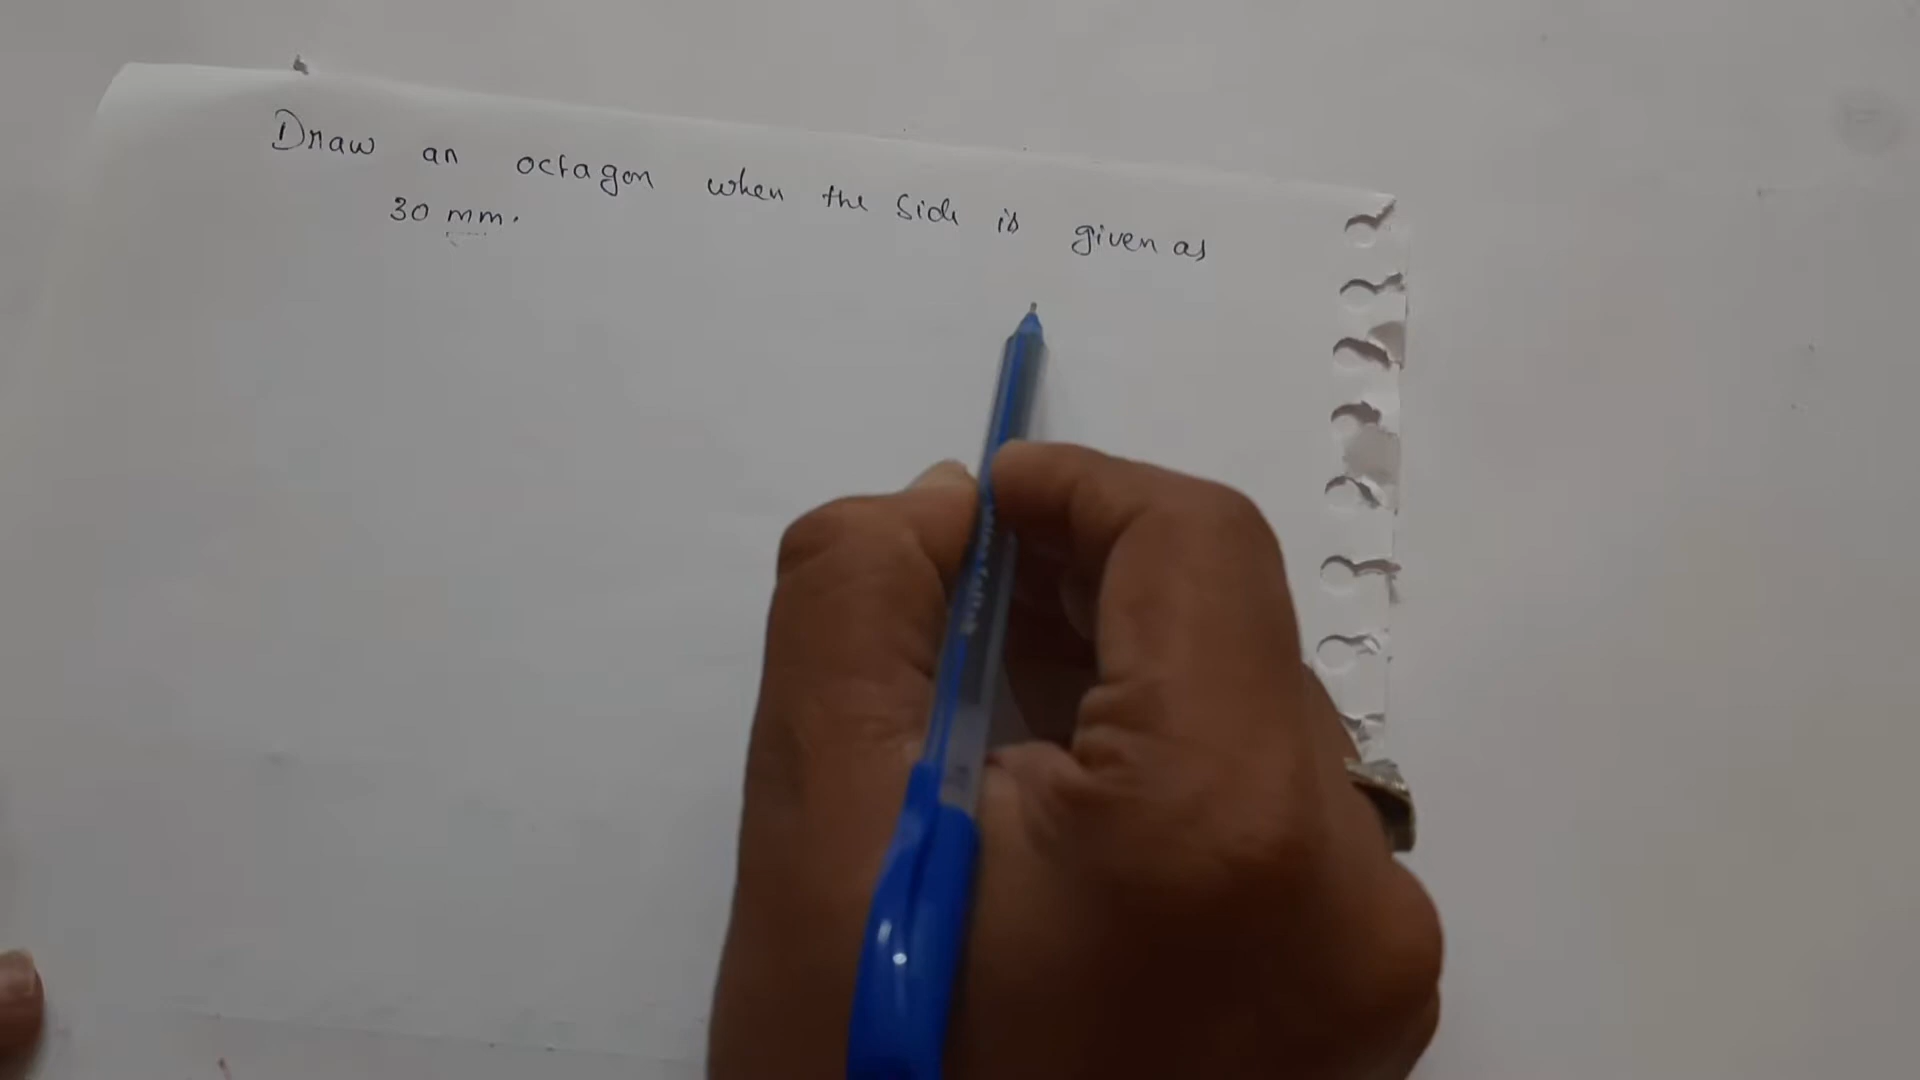 Draw an octagon when the side is given as
30 mm.